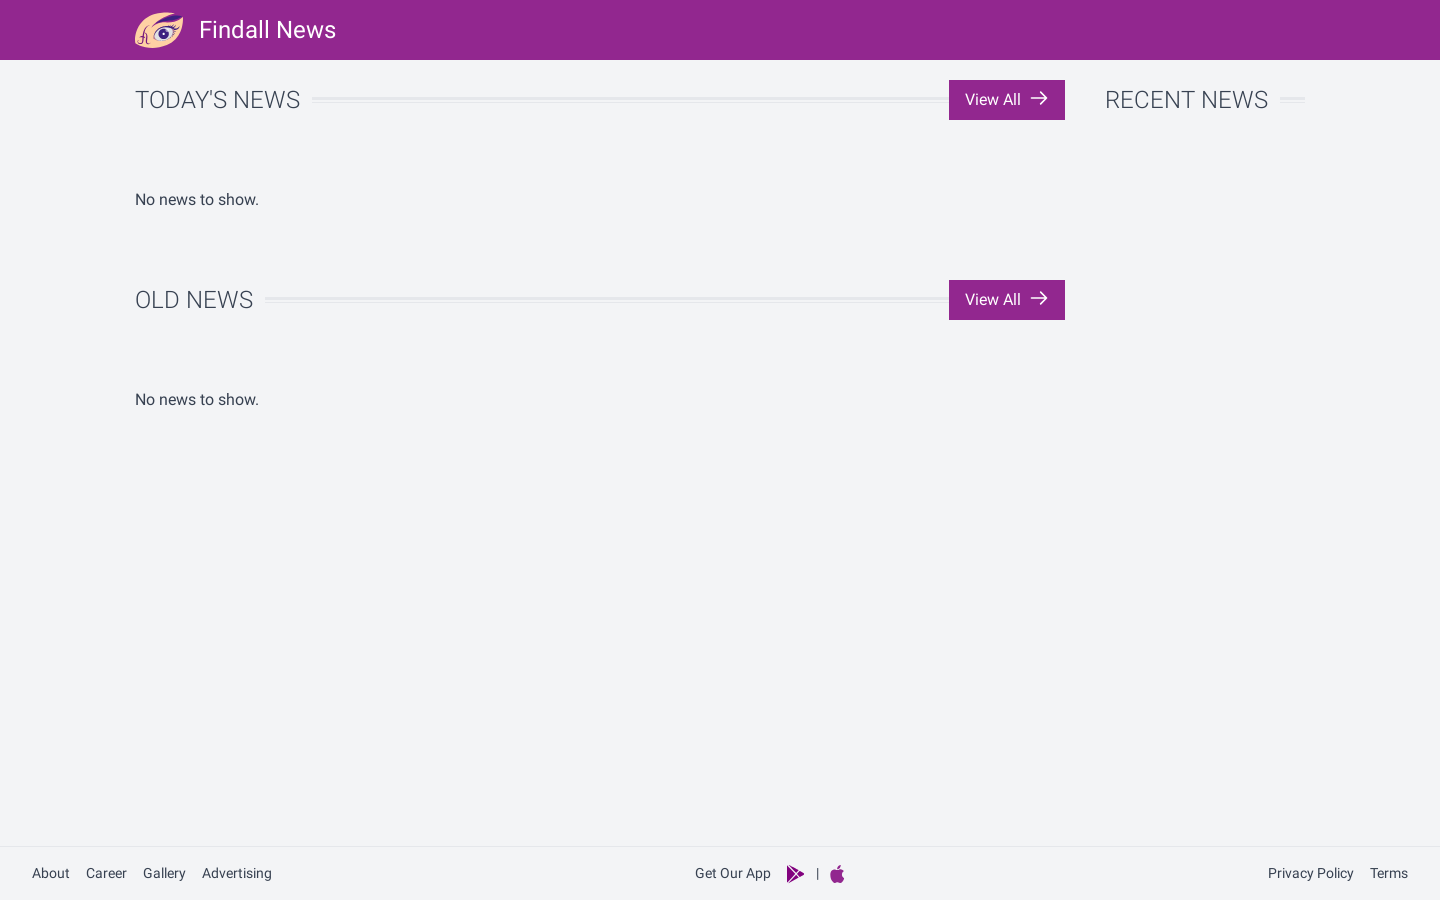 Findall News
TODAY'S NEWS
View All
RECENT NEWS
No news to show.
OLD NEWS
View All
No news to show.
About Career Gallery Advertising
Get Our App |
Privacy Policy Terms